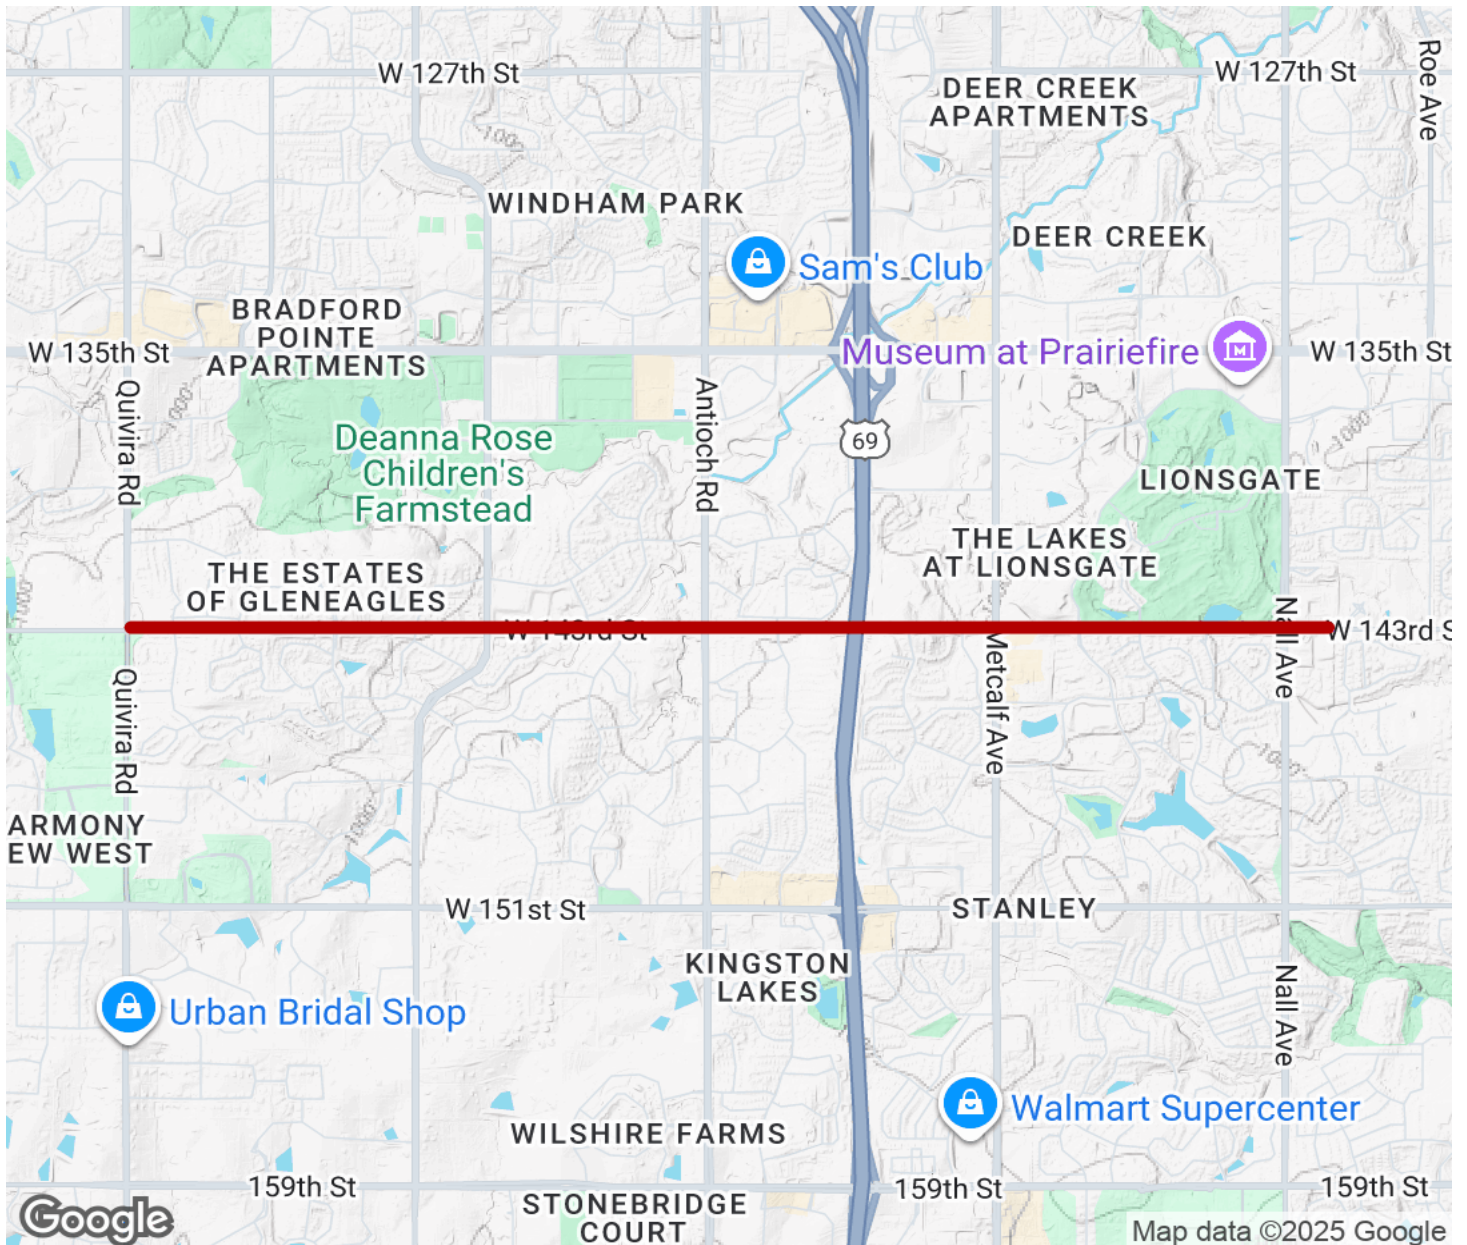 W 127th St
W 127th St
Roe Ave
DEER CREEK
APARTMENTS
WINDHAM PARK
DEER CREEK
Sam's Club
BRADFORD
POINTE
APARTMENTS
W 135th St
Museum at Prairiefire
W 135th St
Quivira Rd
Antioch Rd
1000
69
Deanna Rose
Children's
Farmstead
LIONSGATE
THE LAKES
AT LIONSGATE
THE ESTATES
OF GLENEAGLES
W 143rd St
W 143rd S
Nall Ave
Metcalf Ave
Quivira Rd
1000
ARMONY
EW WEST
W 151st St
STANLEY
KINGSTON
LAKES
Nall Ave
Urban Bridal Shop
Walmart Supercenter
WILSHIRE FARMS
159th St
159th St
159th St
STONEBRIDGE
COURT
Google
Map data ©2025 Google